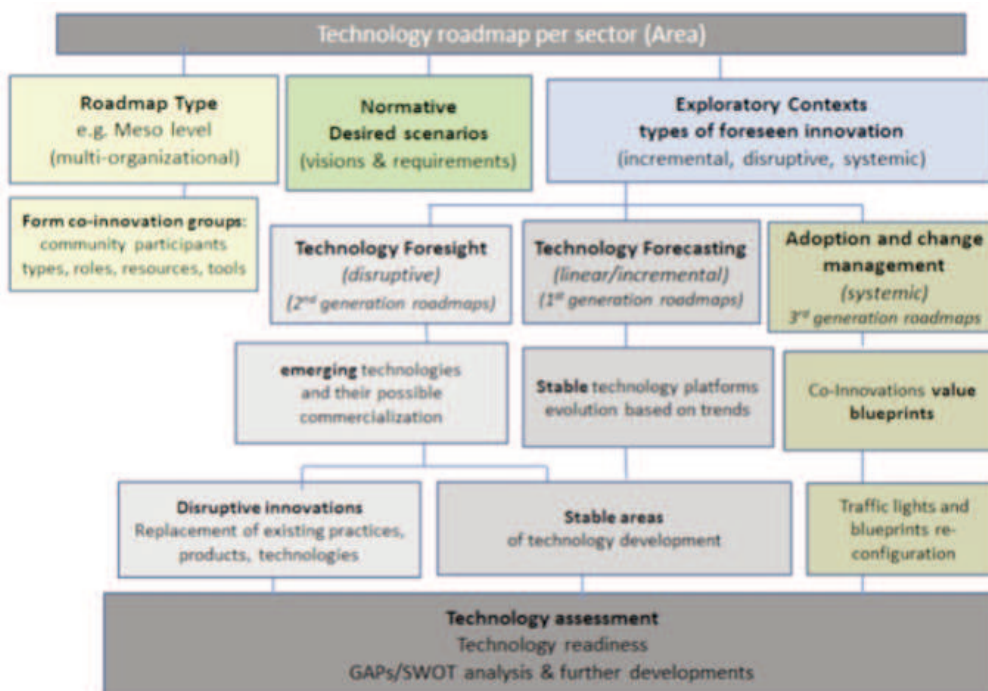 Technology roadmap per sector (Area)
Roadmap Type
e.g. Meso level
(multi-organizational)
Normative
Desired scenarios
(visions & requirements)
Exploratory Contexts
types of foreseen innovation
(incremental, disruptive, systemic)
Form co-innovation groups:
community participants
types, roles, resources, tools
Technology Foresight
(disruptive)
(2nd generation roadmaps)
Technology Forecasting
(linear/incremental)
(1st generation roadmaps)
Adoption and change
management
(systemic)
3rd generation roadmaps
emerging technologies
and their possible
commercialization
Stable technology platforms
evolution based on trends
Co-Innovations value
blueprints
Disruptive innovations
Replacement of existing practices,
products, technologies
Stable areas
of technology development
Traffic lights and
blueprints re-
configuration
Technology assessment
Technology readiness
GAPs/SWOT analysis & further developments